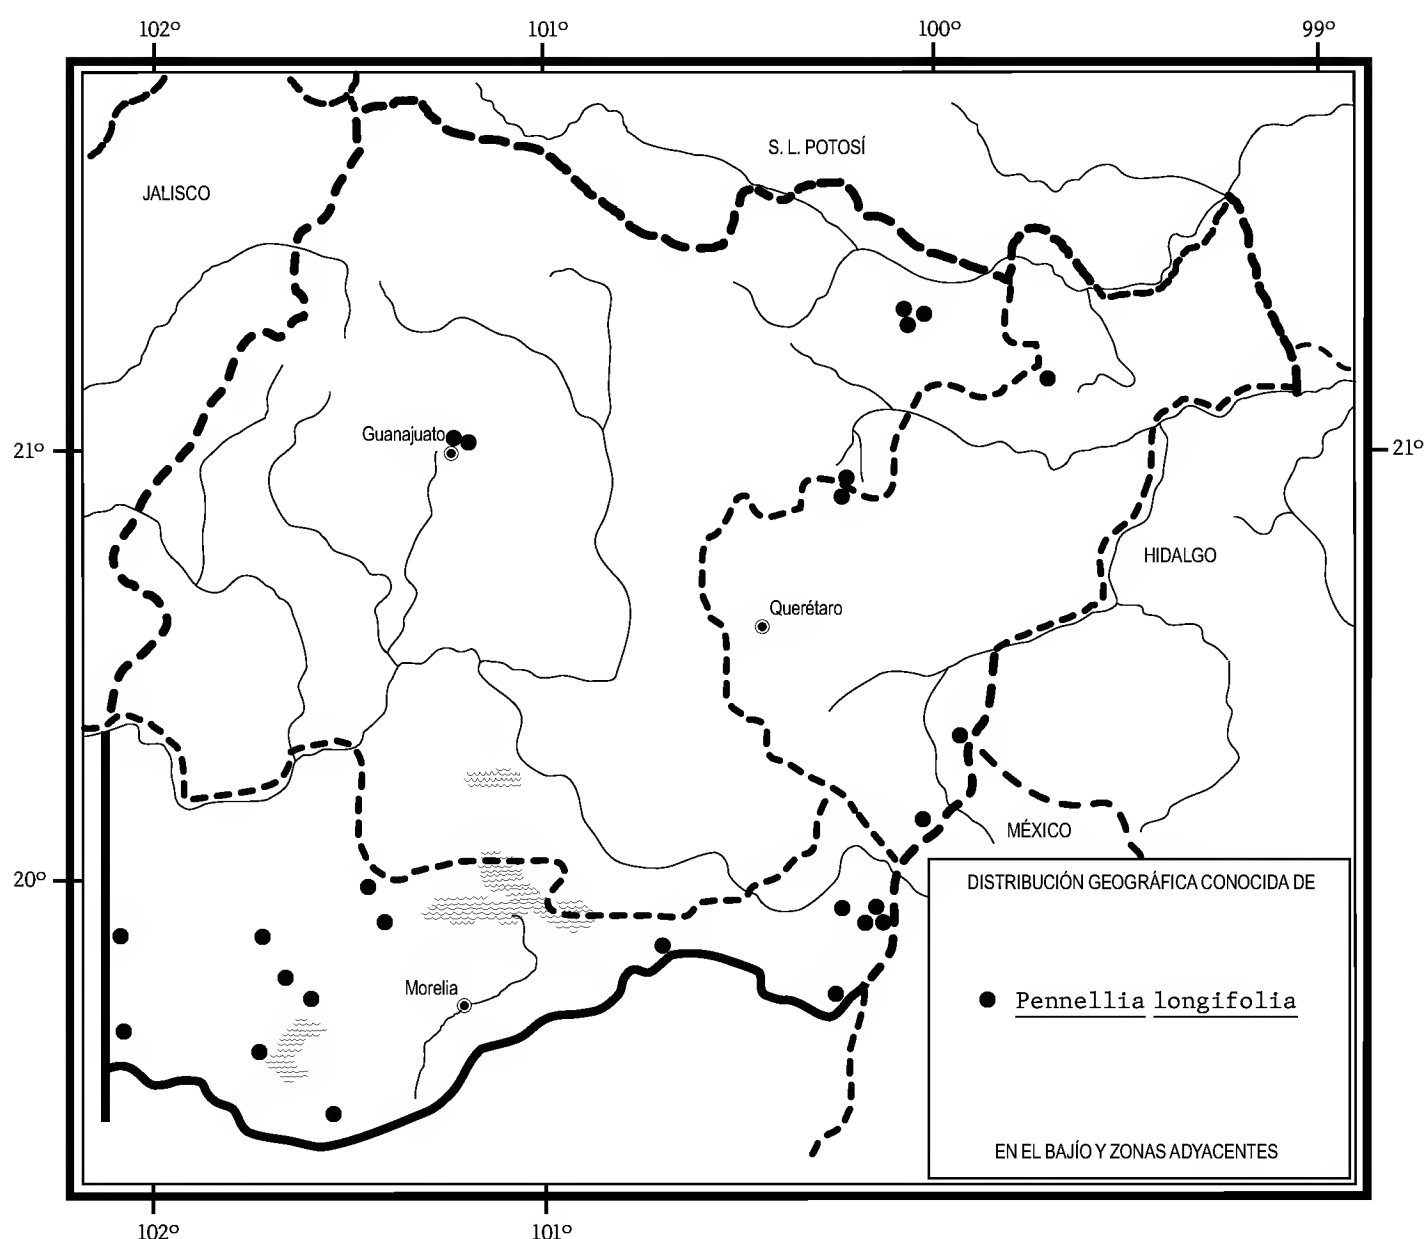 102º 101º 100º 99º
S. L. POTOSÍ
JALISCO
Guanajuato
21º 21º
HIDALGO
Querétaro
MÉXICO
20º
DISTRIBUCIÓN GEOGRÁFICA CONOCIDA DE
Morelia
Pennellia longifolia
EN EL BAJÍO Y ZONAS ADYACENTES
102º 101º